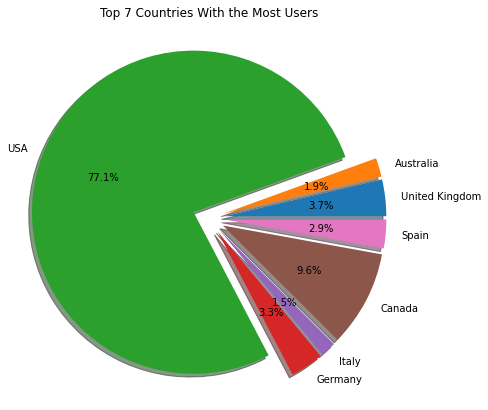 Top 7 Countries With the Most Users
USA
77.1%
Australia
1.9%
United Kingdom
3.7%
Spain
2.9%
Canada
9.6%
Italy
1.5%
Germany
3.3%